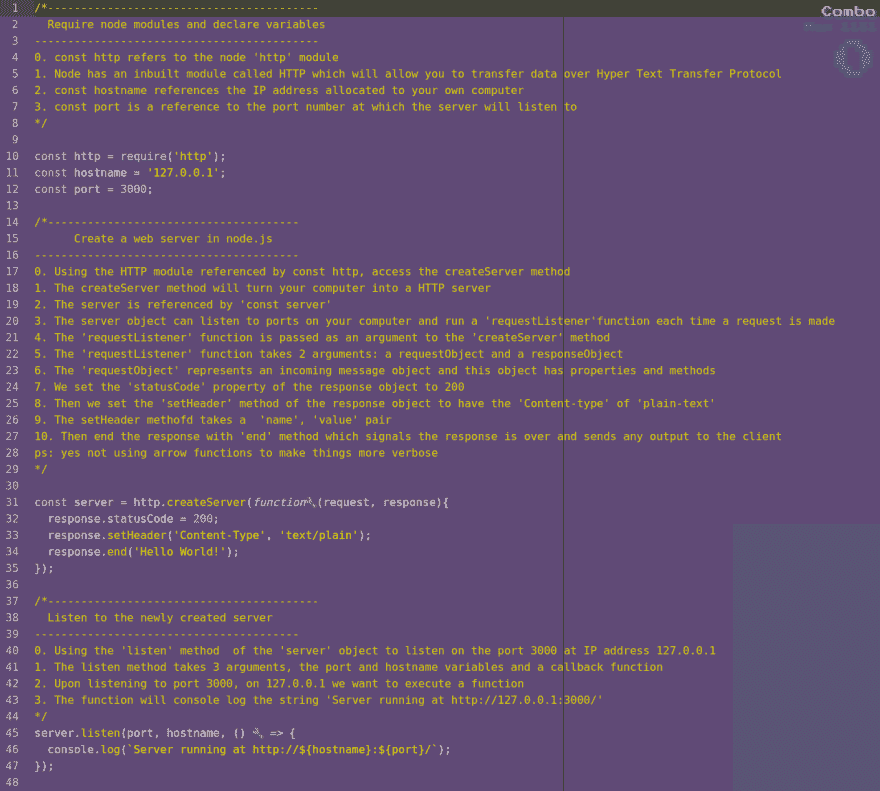 Combo
1 /*-----------------------------------------
2 Require node modules and declare variables
3 -------------------------------------------
4 0. const http refers to the node 'http' module
5 1. Node has an inbuilt module called HTTP which will allow you to transfer data over Hyper Text Transfer Protocol
6 2. const hostname references the IP address allocated to your own computer
7 3. const port is a reference to the port number at which the server will listen to
8 */
9
10 const http = require('http');
11 const hostname = '127.0.0.1';
12 const port = 3000;
13
14 /*--------------------------------------
15 Create a web server in node.js
16 ----------------------------------------
17 0. Using the HTTP module referenced by const http, access the createServer method
18 1. The createServer method will turn your computer into a HTTP server
19 2. The server is referenced by 'const server'
20 3. The server object can listen to ports on your computer and run a 'requestListener'function each time a request is made
21 4. The 'requestListener' function is passed as an argument to the 'createServer' method
22 5. The 'requestListener' function takes 2 arguments: a requestObject and a responseObject
23 6. The 'requestObject' represents an incoming message object and this object has properties and methods
24 7. We set the 'statusCode' property of the response object to 200
25 8. Then we set the 'setHeader' method of the response object to have the 'Content-type' of 'plain-text'
26 9. The setHeader methofd takes a  'name', 'value' pair
27 10. Then end the response with 'end' method which signals the response is over and sends any output to the client
28 ps: yes not using arrow functions to make things more verbose
29 */
30
31 const server = http.createServer(function (request, response){
32 response.statusCode = 200;
33 response.setHeader('Content-Type', 'text/plain');
34 response.end('Hello World!');
35 });
36
37 /*-----------------------------------------
38 Listen to the newly created server
39 ----------------------------------------
40 0. Using the 'listen' method  of the 'server' object to listen on the port 3000 at IP address 127.0.0.1
41 1. The listen method takes 3 arguments, the port and hostname variables and a callback function
42 2. Upon listening to port 3000, on 127.0.0.1 we want to execute a function
43 3. The function will console log the string 'Server running at http://127.0.0.1:3000/'
44 */
45 server.listen(port, hostname, () => {
46 console.log(`Server running at http://${hostname}:${port}/`);
47 });
48